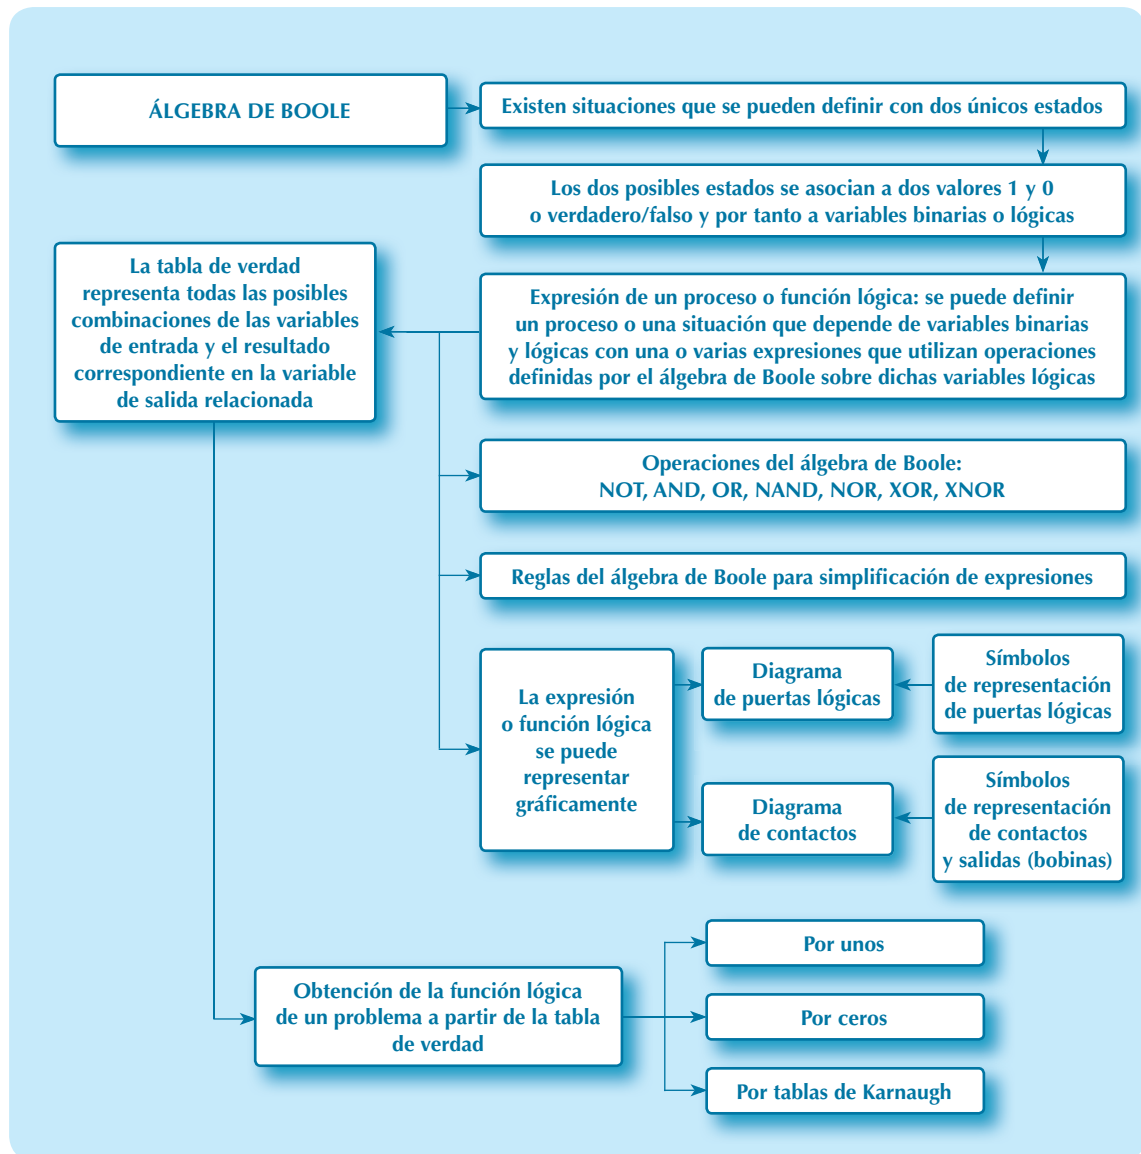 ÁLGEBRA DE BOOLE
Existen situaciones que se pueden definir con dos únicos estados
Los dos posibles estados se asocian a dos valores 1 y 0
o verdadero/falso y por tanto a variables binarias o lógicas
La tabla de verdad
representa todas las posibles
combinaciones de las variables
de entrada y el resultado
correspondiente en la variable
de salida relacionada
Expresión de un proceso o función lógica: se puede definir
un proceso o una situación que depende de variables binarias
y lógicas con una o varias expresiones que utilizan operaciones
definidas por el álgebra de Boole sobre dichas variables lógicas
Operaciones del álgebra de Boole:
NOT, AND, OR, NAND, NOR, XOR, XNOR
Reglas del álgebra de Boole para simplificación de expresiones
La expresión
o función lógica
se puede
representar
gráficamente
Diagrama
de puertas lógicas
Símbolos
de representación
de puertas lógicas
Diagrama
de contactos
Símbolos
de representación
de contactos
y salidas (bobinas)
Obtención de la función lógica
de un problema a partir de la tabla
de verdad
Por unos
Por ceros
Por tablas de Karnaugh